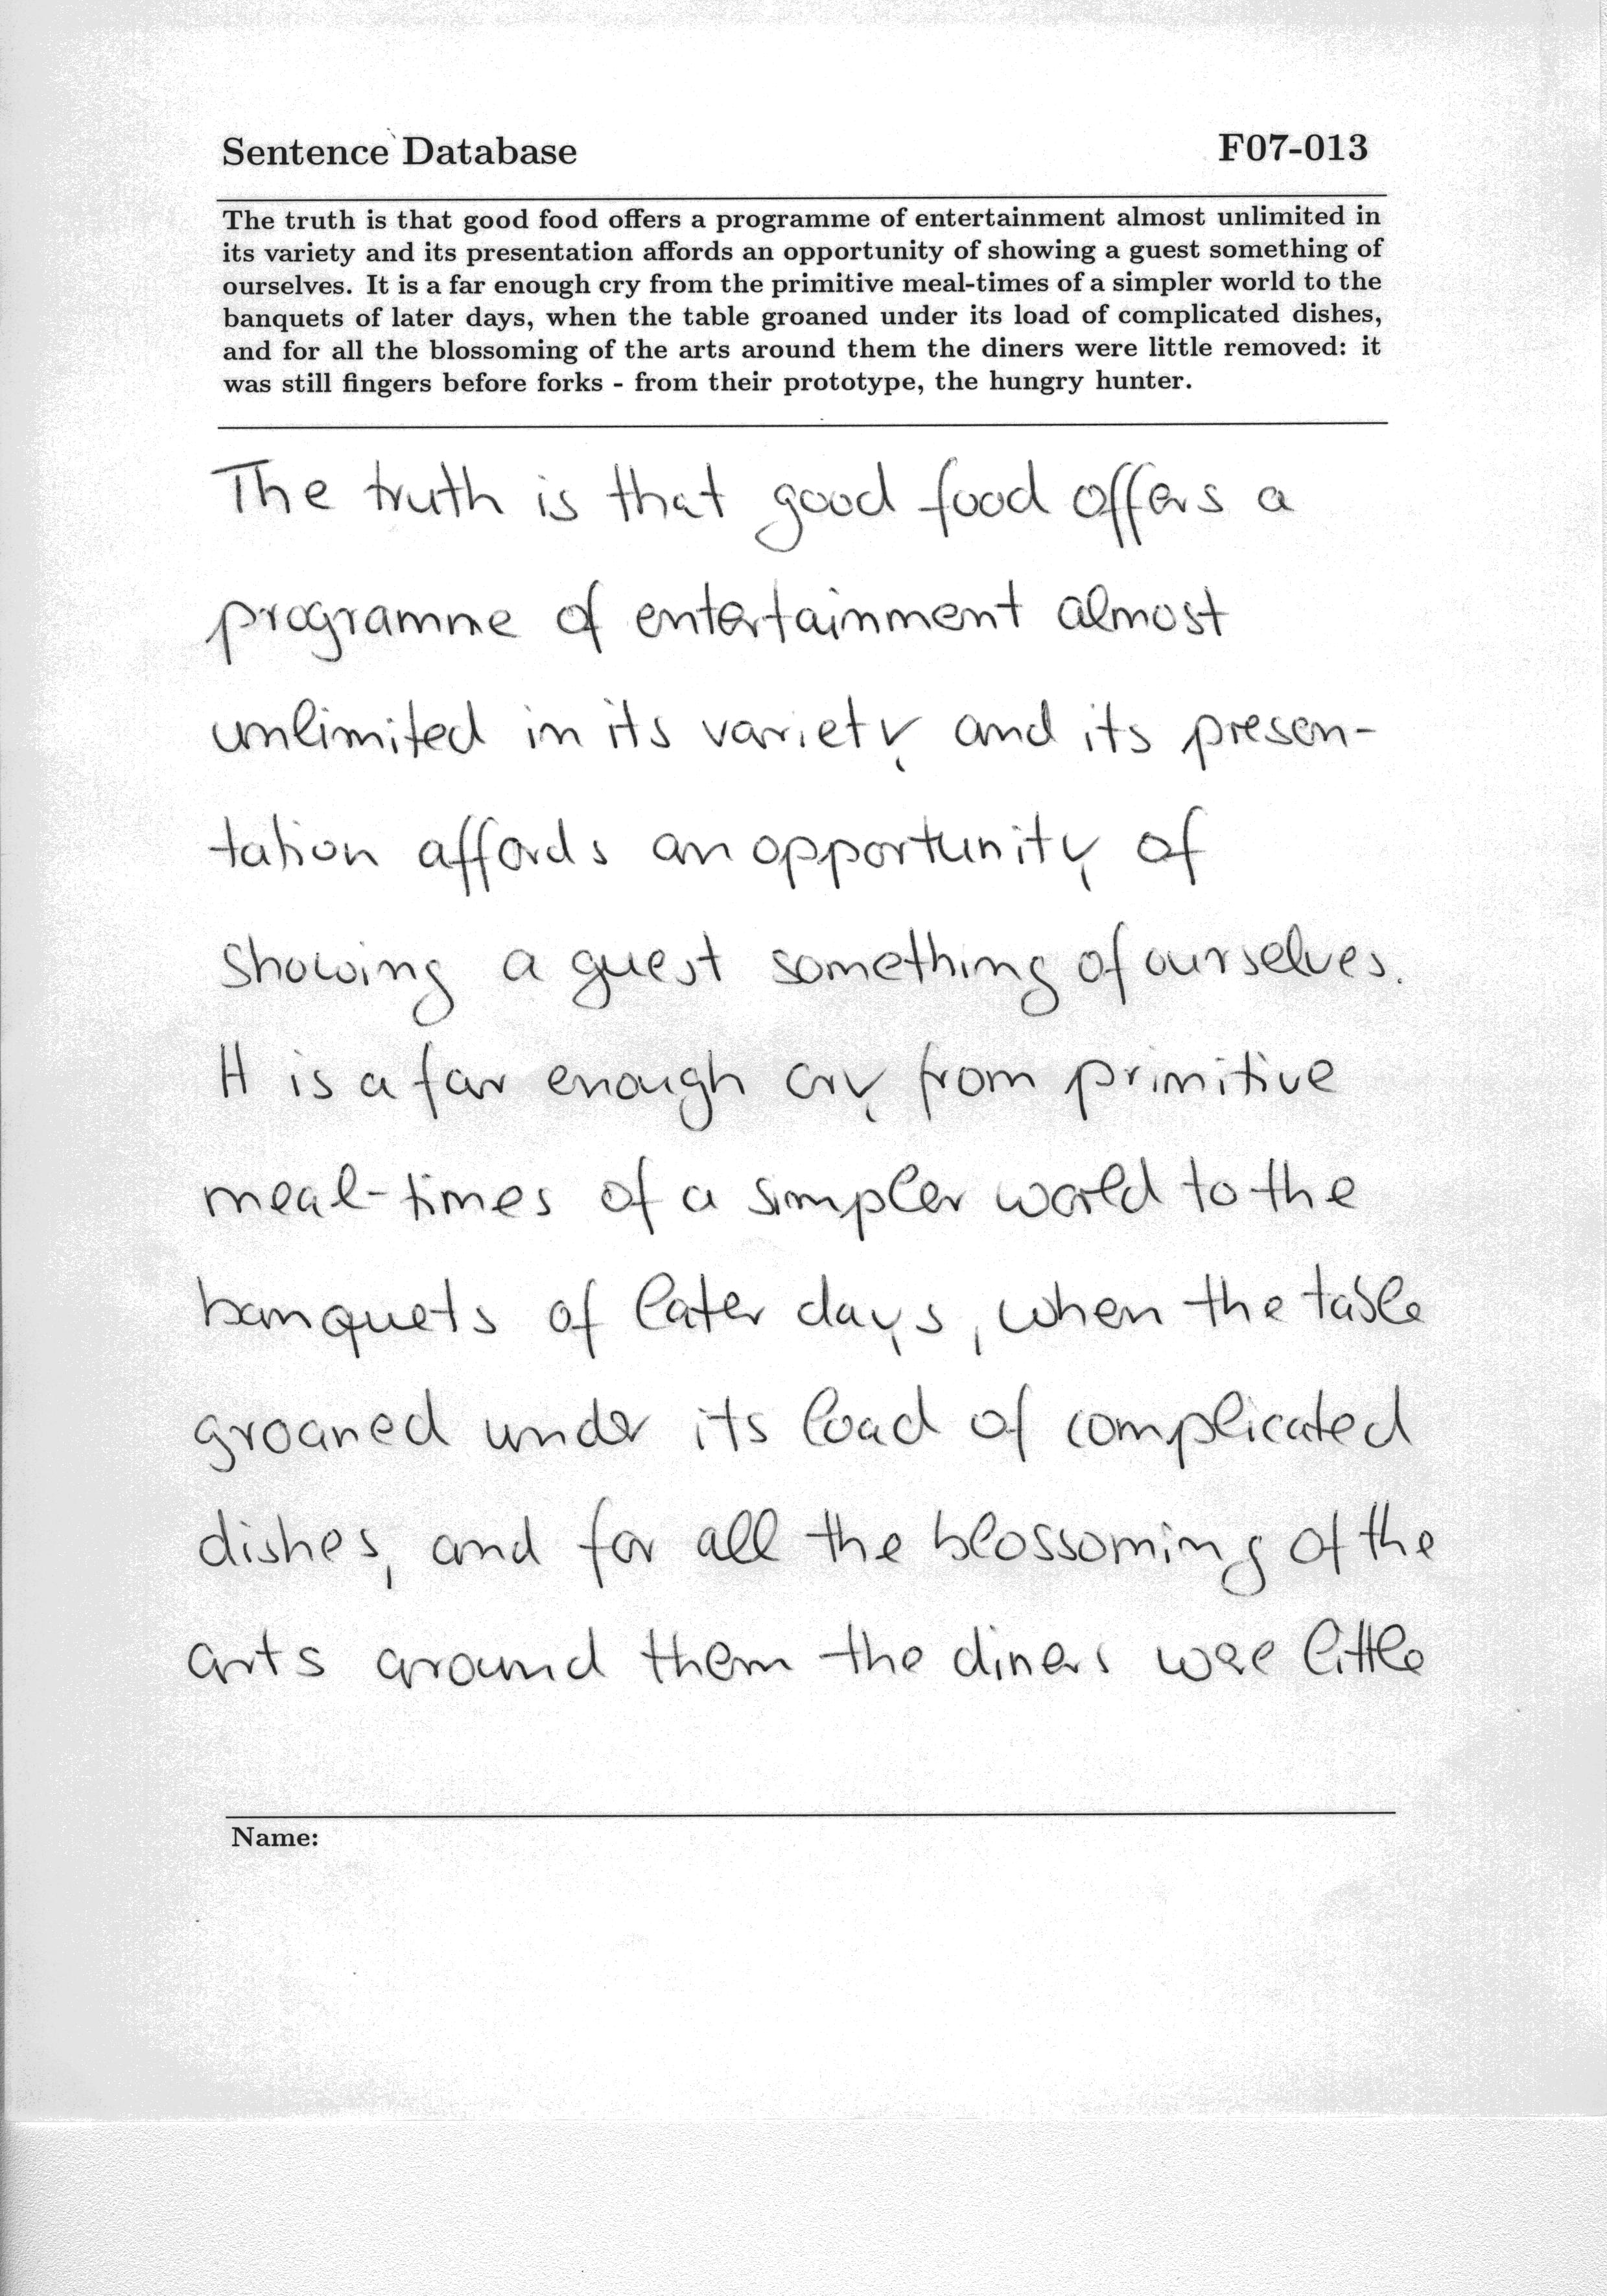 Sentence Database F07-013
The truth is that good food offers a programme of entertainment almost unlimited in
its variety and its presentation affords an opportunity of showing a guest something of
ourselves. It is a far enough cry from the primitive meal-times of a simpler world to the
banquets of later days, when the table groaned under its load of complicated dishes,
and for all the blossoming of the arts around them the diners were little removed: it
was still fingers before forks - from their prototype, the hungry hunter.
The truth is that good food offers a
programme of entertainment almost
unlimited in its variety and its presen-
tation affords an opportunity of
showing a guest something of ourselves.
It is a far enough cry from primitive
meal-times of a simpler world to the
banquets of later days, when the table
groaned under its load of complicated
dishes, and for all the blossoming of the
arts around them the diners were little
Name: